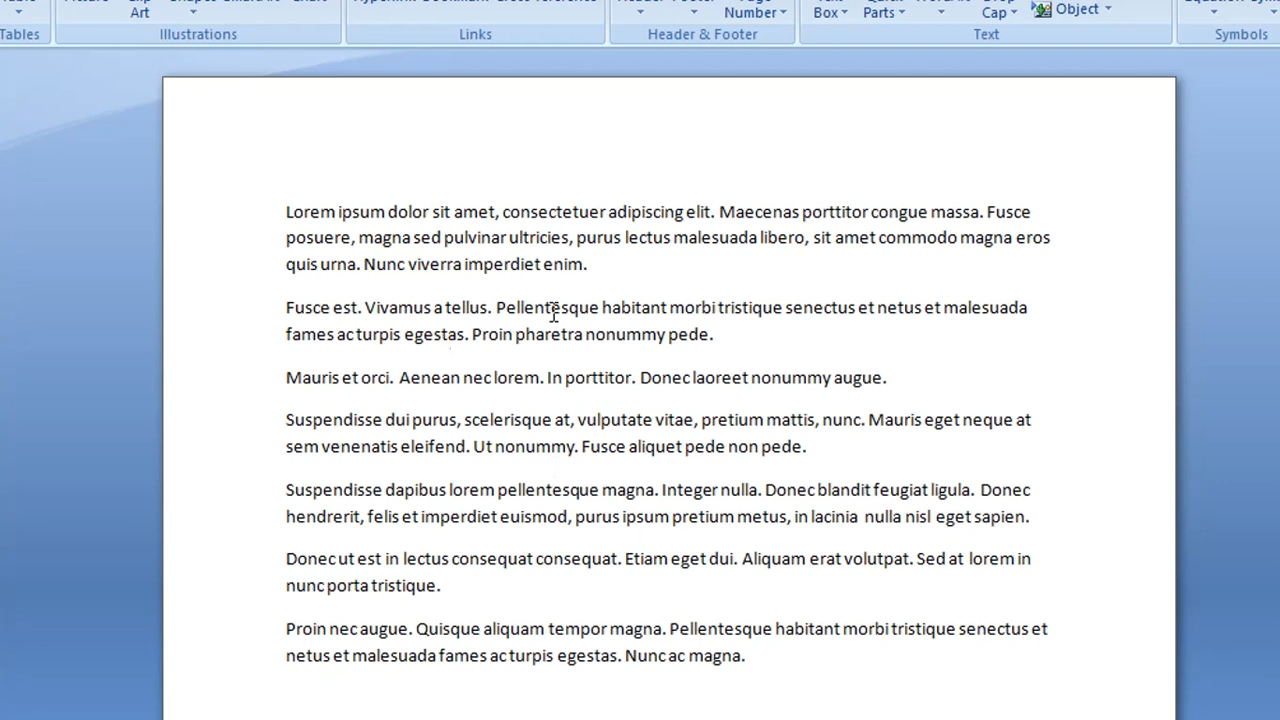 Art
Number
Box
Parts
Cap
Object
Tables
Illustrations
Links
Header & Footer
Text
Symbols
Lorem ipsum dolor sit amet, consectetuer adipiscing elit. Maecenas porttitor congue massa. Fusce
posuere, magna sed pulvinar ultricies, purus lectus malesuada libero, sit amet commodo magna eros
quis urna. Nunc viverra imperdiet enim.
Fusce est. Vivamus a tellus. Pellentesque habitant morbi tristique senectus et netus et malesuada
fames ac turpis egestas. Proin pharetra nonummy pede.
Mauris et orci. Aenean nec lorem. In porttitor. Donec laoreet nonummy augue.
Suspendisse dui purus, scelerisque at, vulputate vitae, pretium mattis, nunc. Mauris eget neque at
sem venenatis eleifend. Ut nonummy. Fusce aliquet pede non pede.
Suspendisse dapibus lorem pellentesque magna. Integer nulla. Donec blandit feugiat ligula. Donec
hendrerit, felis et imperdiet euismod, purus ipsum pretium metus, in lacinia nulla nisl eget sapien.
Donec ut est in lectus consequat consequat. Etiam eget dui. Aliquam erat volutpat. Sed at lorem in
nunc porta tristique.
Proin nec augue. Quisque aliquam tempor magna. Pellentesque habitant morbi tristique senectus et
netus et malesuada fames ac turpis egestas. Nunc ac magna.